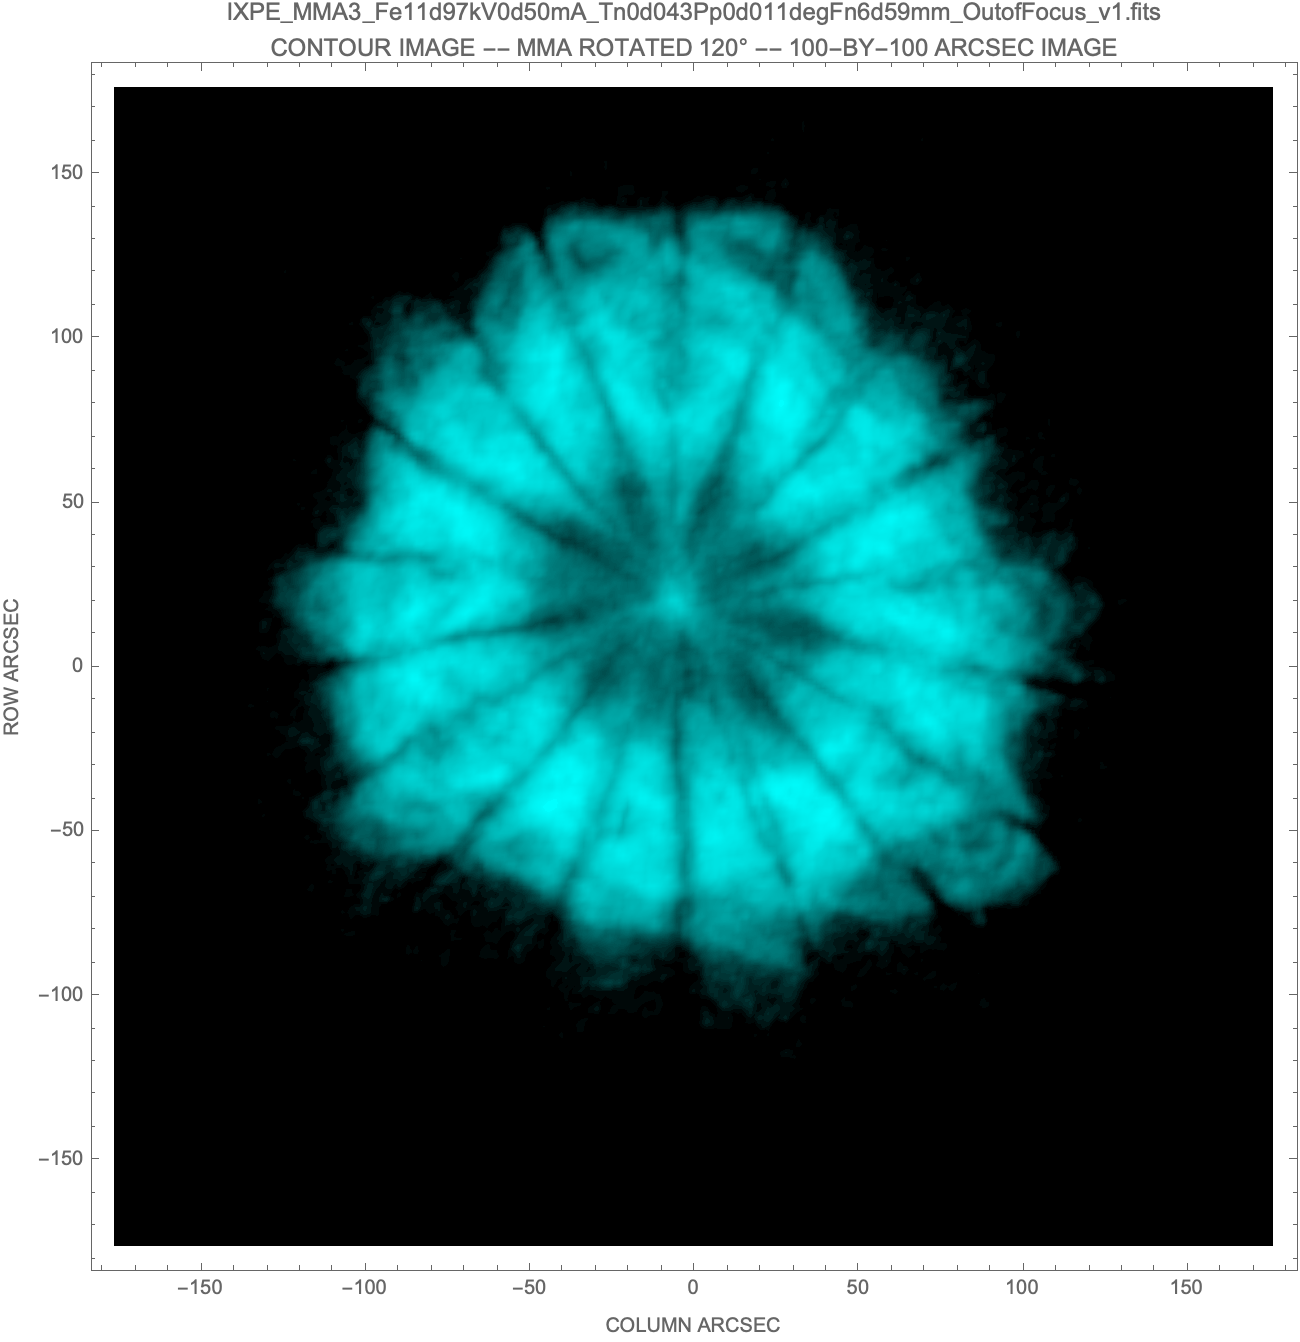 IXPE_MMA3_Fe11d97kV0d50mA_Tn0d043Pp0d011degFn6d59mm_OutofFocus_v1.fits
CONTOUR IMAGE −− MMA ROTATED 120° −− 100−BY−100 ARCSEC IMAGE
150
100
50
0
−50
−100
−150
ROW ARCSEC
−150 −100 −50 0 50 100 150
COLUMN ARCSEC